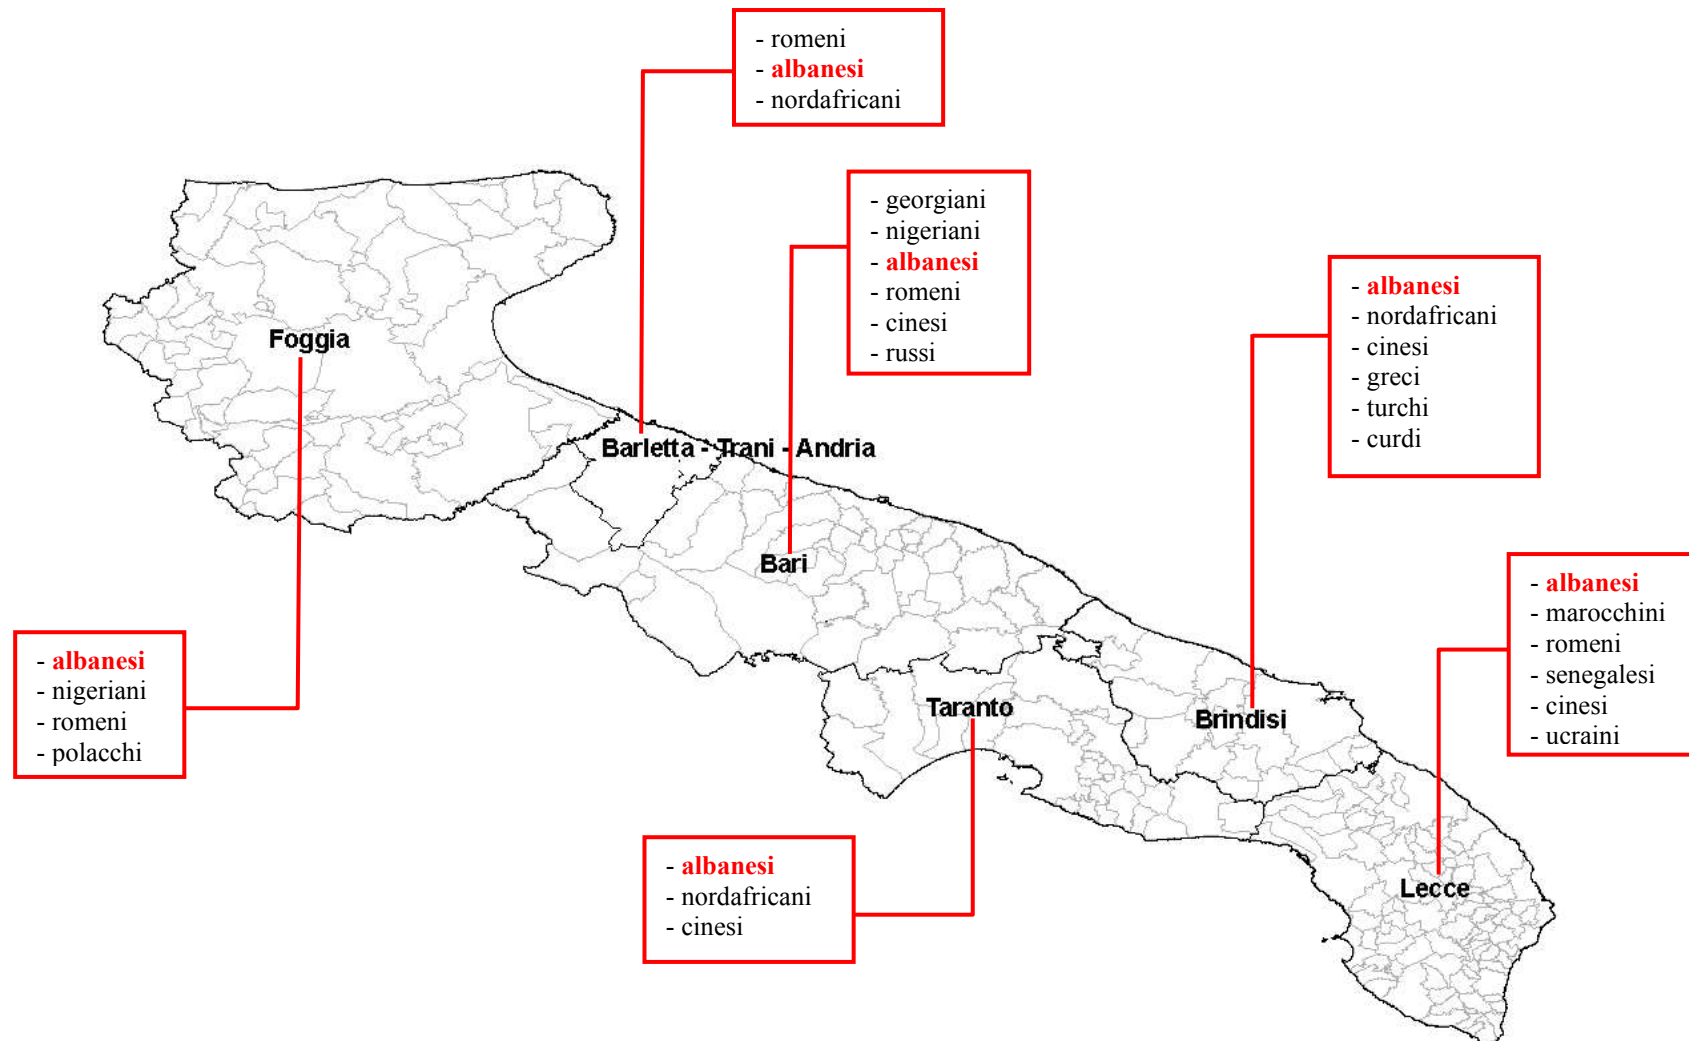 - romeni
- albanesi
- nordafricani
- georgiani
- nigeriani
- albanesi
- romeni
- cinesi
- russi
- albanesi
- nordafricani
- cinesi
- greci
- turchi
- curdi
Foggia
Barletta - Trani - Andria
Bari
- albanesi
- marocchini
- romeni
- senegalesi
- cinesi
- ucraini
- albanesi
- nigeriani
- romeni
- polacchi
Taranto
Brindisi
- albanesi
- nordafricani
- cinesi
Lecce